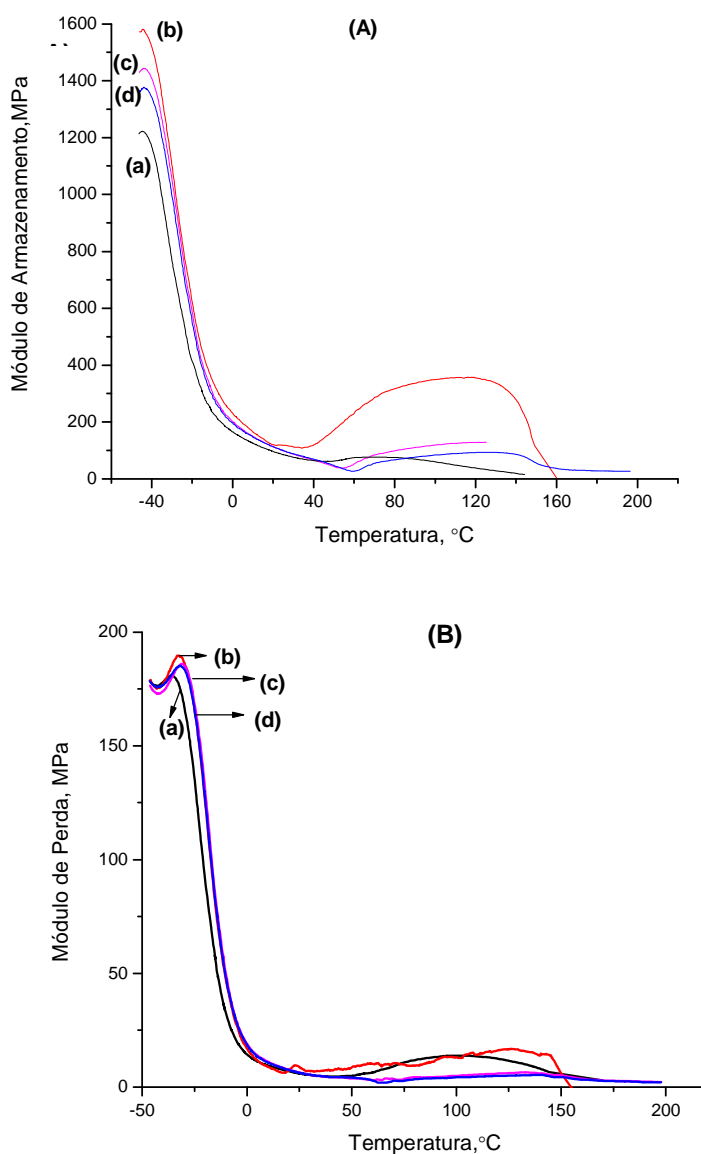 (A)
(b)
(c)
(d)
(a)
1600
1400
1200
1000
800
600
400
200
0
Módulo de Armazenamento,MPa
-40 0 40 80 120 160 200
Temperatura, °C
(B)
(b)
(c)
(a)
(d)
200
150
100
50
0
Módulo de Perda, MPa
-50 0 50 100 150 200
Temperatura,°C